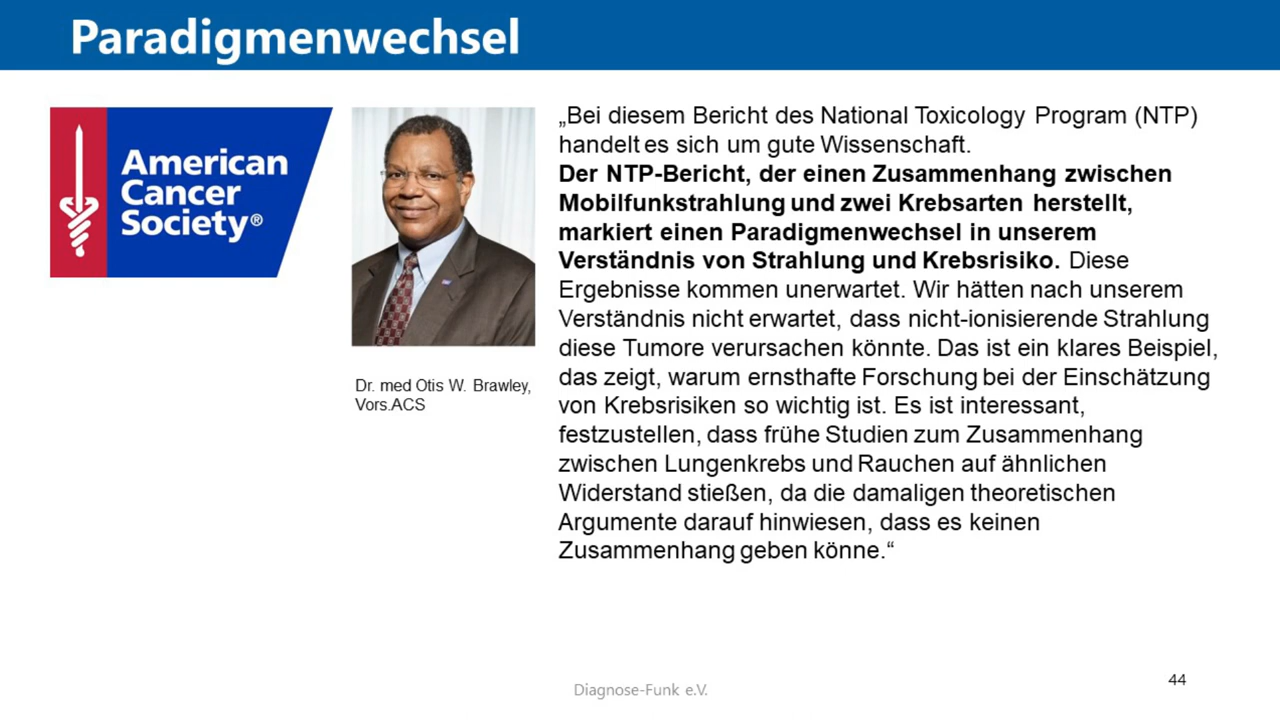 Paradigmenwechsel
American
Cancer
Society®
Dr. med Otis W. Brawley,
Vors.ACS
„Bei diesem Bericht des National Toxicology Program (NTP)
handelt es sich um gute Wissenschaft.
Der NTP-Bericht, der einen Zusammenhang zwischen
Mobilfunkstrahlung und zwei Krebsarten herstellt,
markiert einen Paradigmenwechsel in unserem
Verständnis von Strahlung und Krebsrisiko. Diese
Ergebnisse kommen unerwartet. Wir hätten nach unserem
Verständnis nicht erwartet, dass nicht-ionisierende Strahlung
diese Tumore verursachen könnte. Das ist ein klares Beispiel,
das zeigt, warum ernsthafte Forschung bei der Einschätzung
von Krebsrisiken so wichtig ist. Es ist interessant,
festzustellen, dass frühe Studien zum Zusammenhang
zwischen Lungenkrebs und Rauchen auf ähnlichen
Widerstand stießen, da die damaligen theoretischen
Argumente darauf hinwiesen, dass es keinen
Zusammenhang geben könne.“
Diagnose-Funk e.V.
44